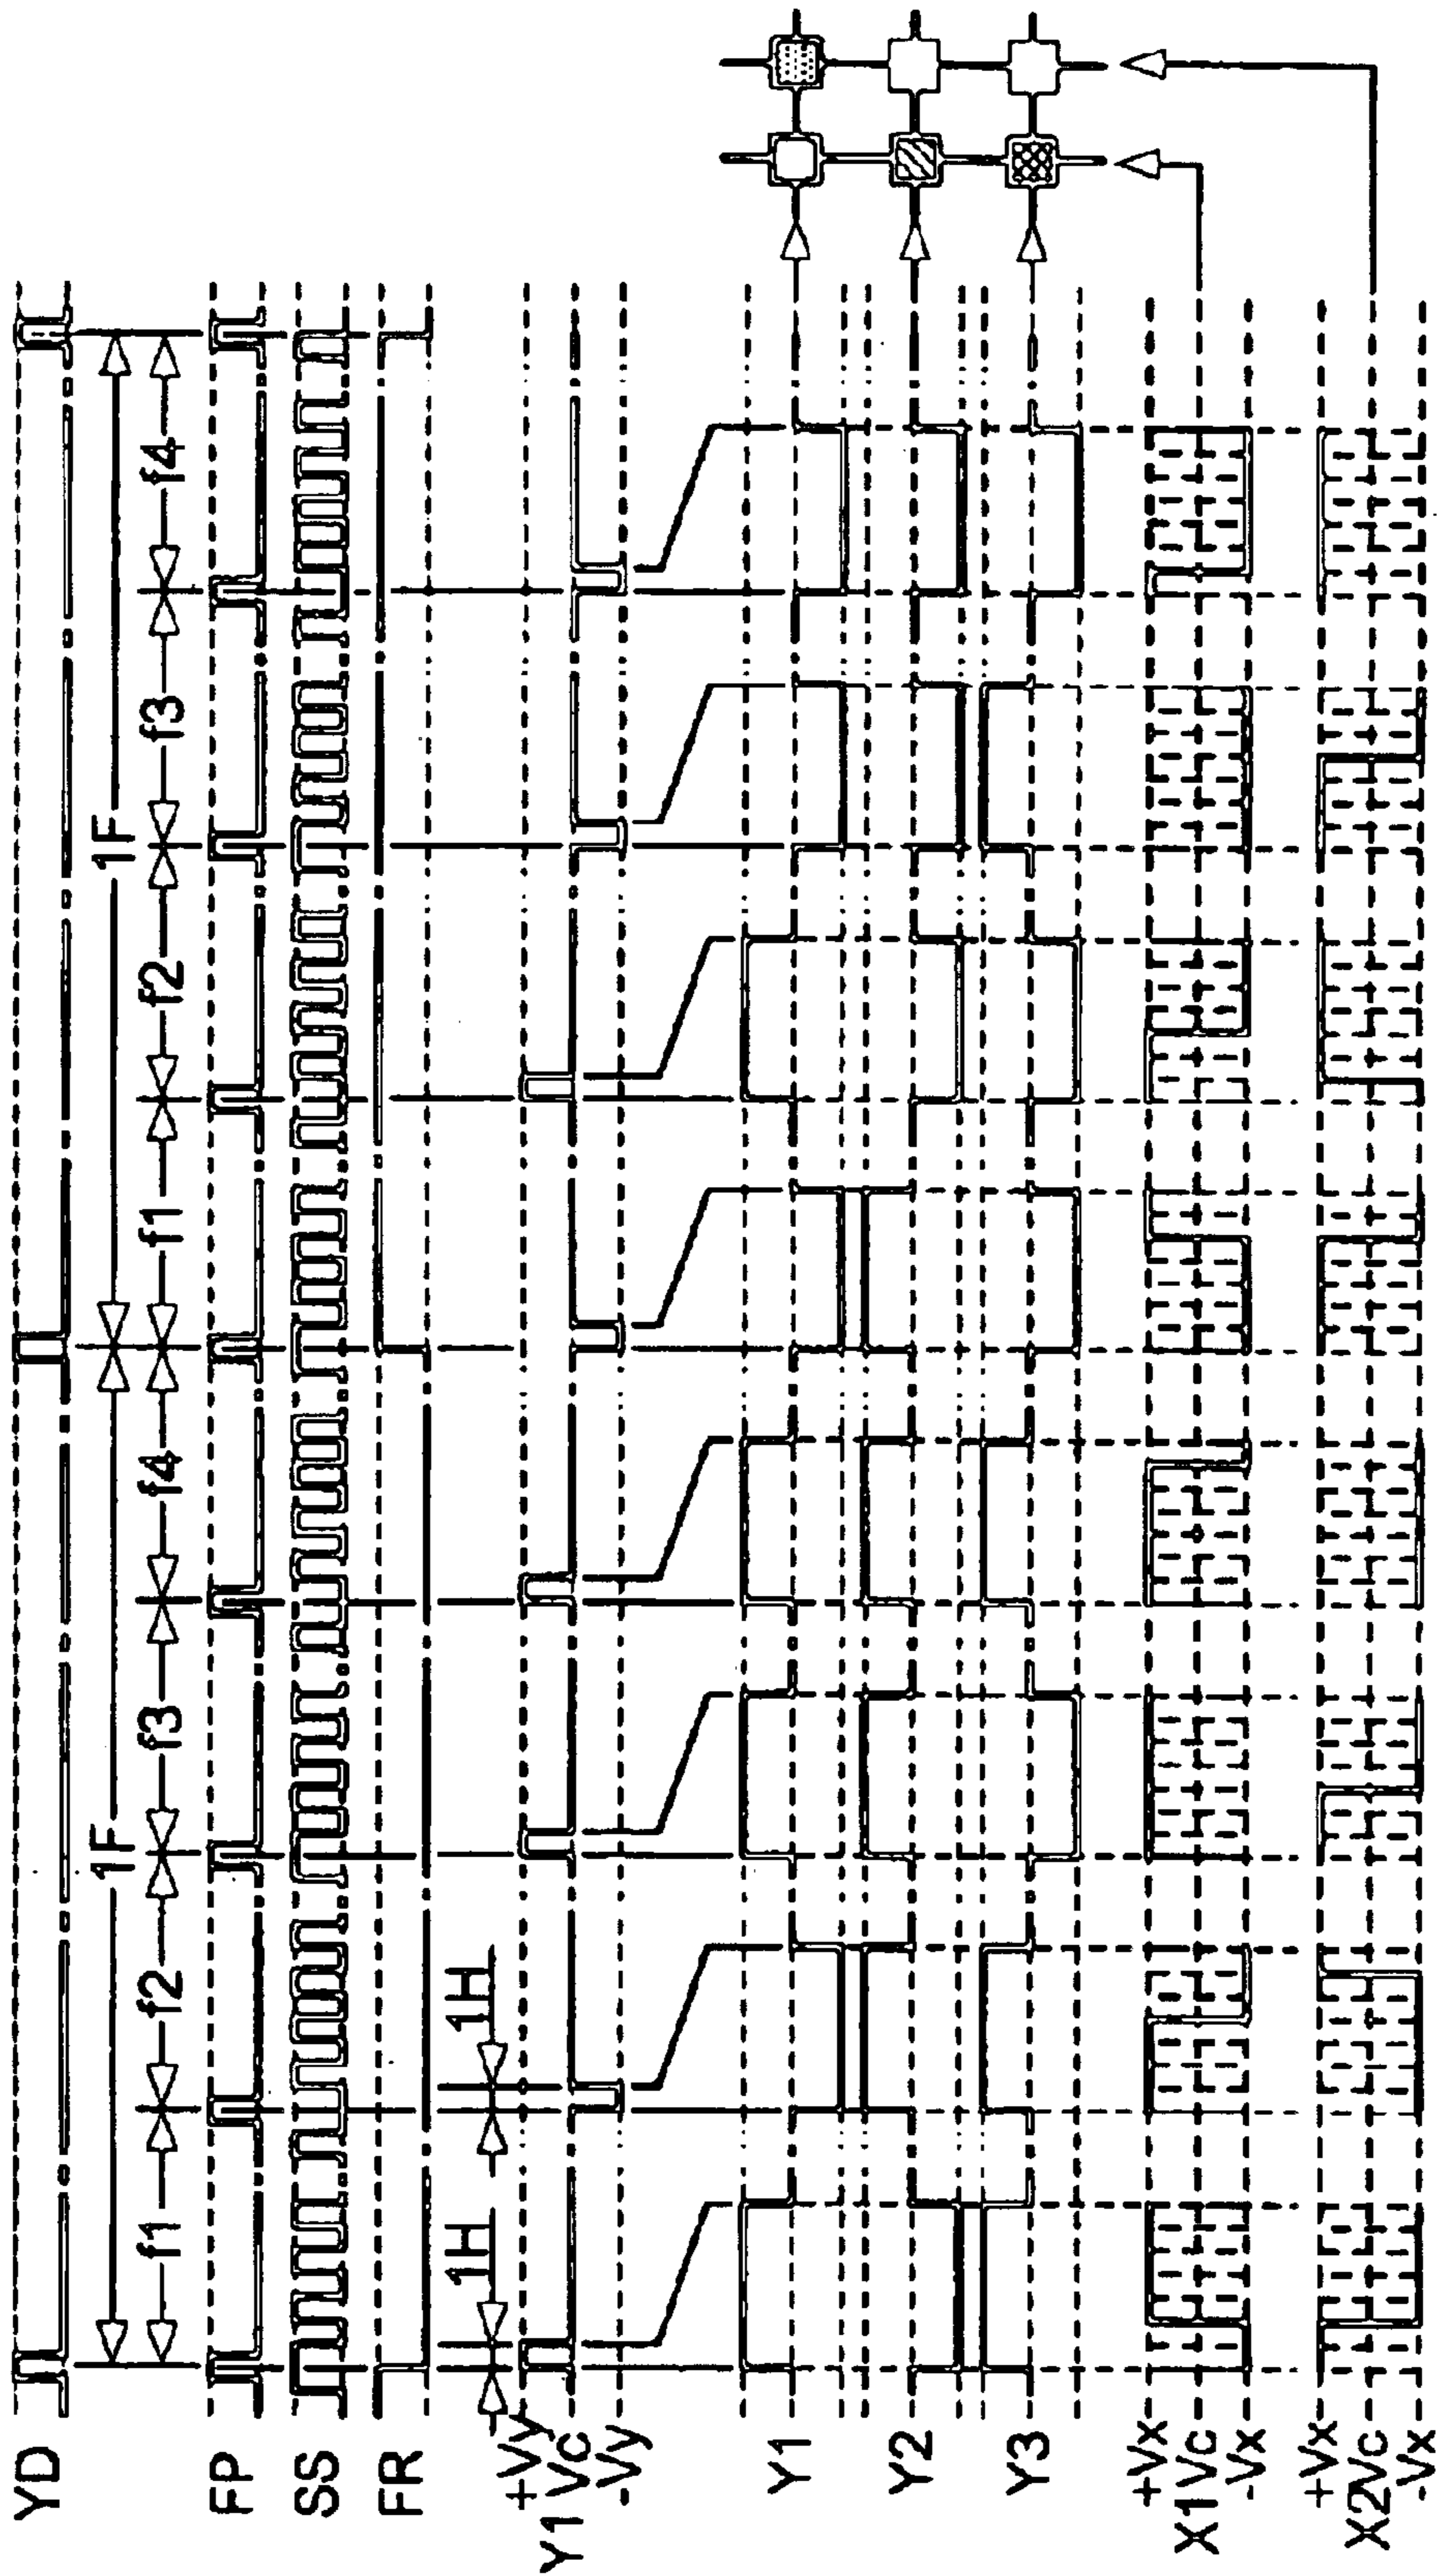 YD
1F
1F
f1
f2
f3
f4
f1
f2
f3
f4
FP
SS
FR
1H
1H
+Vy
Y1 Vc
-Vy
Y1
Y2
Y3
+Vx
X1 Vc
-Vx
+Vx
X2 Vc
-Vx